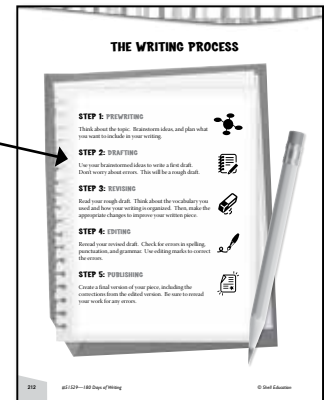 THE WRITING PROCESS
STEP 1: PREWRITING
Think about the topic. Brainstorm ideas, and plan what
you want to include in your writing.
STEP 2: DRAFTING
Use your brainstormed ideas to write a first draft.
Don't worry about errors. This will be a rough draft.
STEP 3: REVISING
Read your rough draft. Think about the vocabulary you
used and how your writing is organized. Then, make the
appropriate changes to improve your written piece.
STEP 4: EDITING
Reread your revised draft. Check for errors in spelling,
punctuation, and grammar. Use editing marks to correct
the errors.
STEP 5: PUBLISHING
Create a final version of your piece, including the
corrections from the edited version. Be sure to reread
your work for any errors.
212 #51529—180 Days of Writing © Shell Education